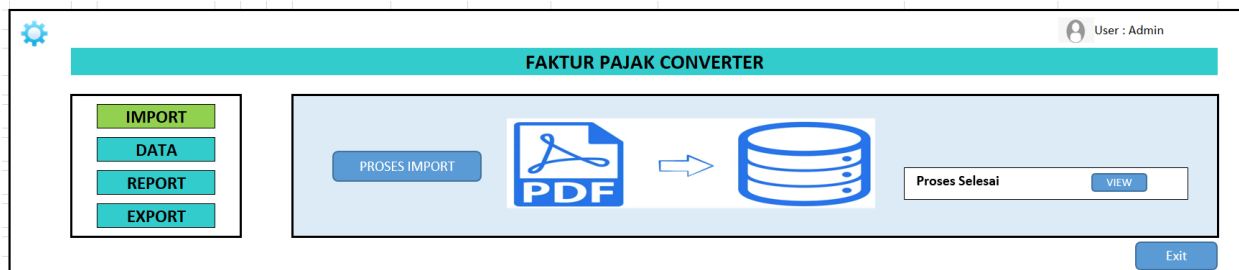 User : Admin
FAKTUR PAJAK CONVERTER
IMPORT
DATA
REPORT
EXPORT
PROSES IMPORT
PDF
Proses Selesai
VIEW
Exit